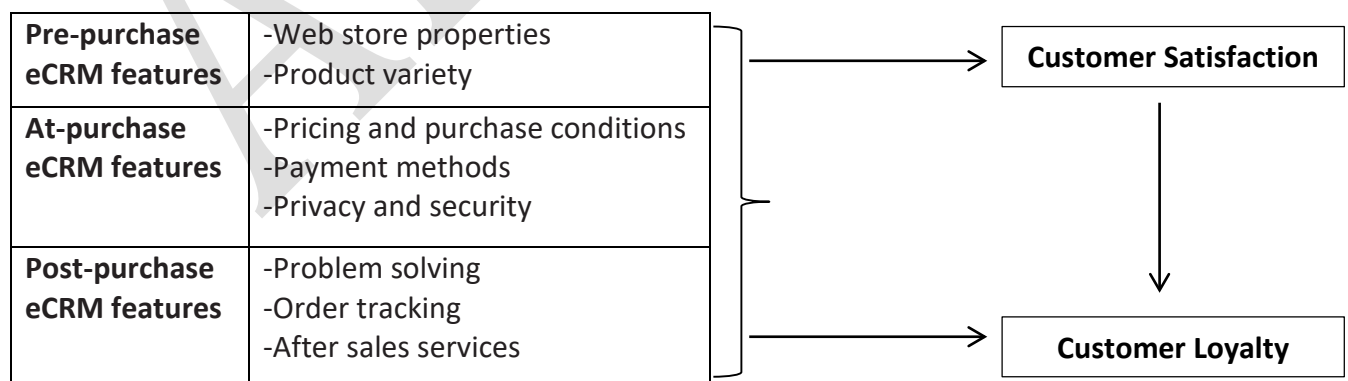 Pre-purchase
eCRM features
-Web store properties
-Product variety
At-purchase
eCRM features
-Pricing and purchase conditions
-Payment methods
-Privacy and security
Post-purchase
eCRM features
-Problem solving
-Order tracking
-After sales services
Customer Satisfaction
Customer Loyalty